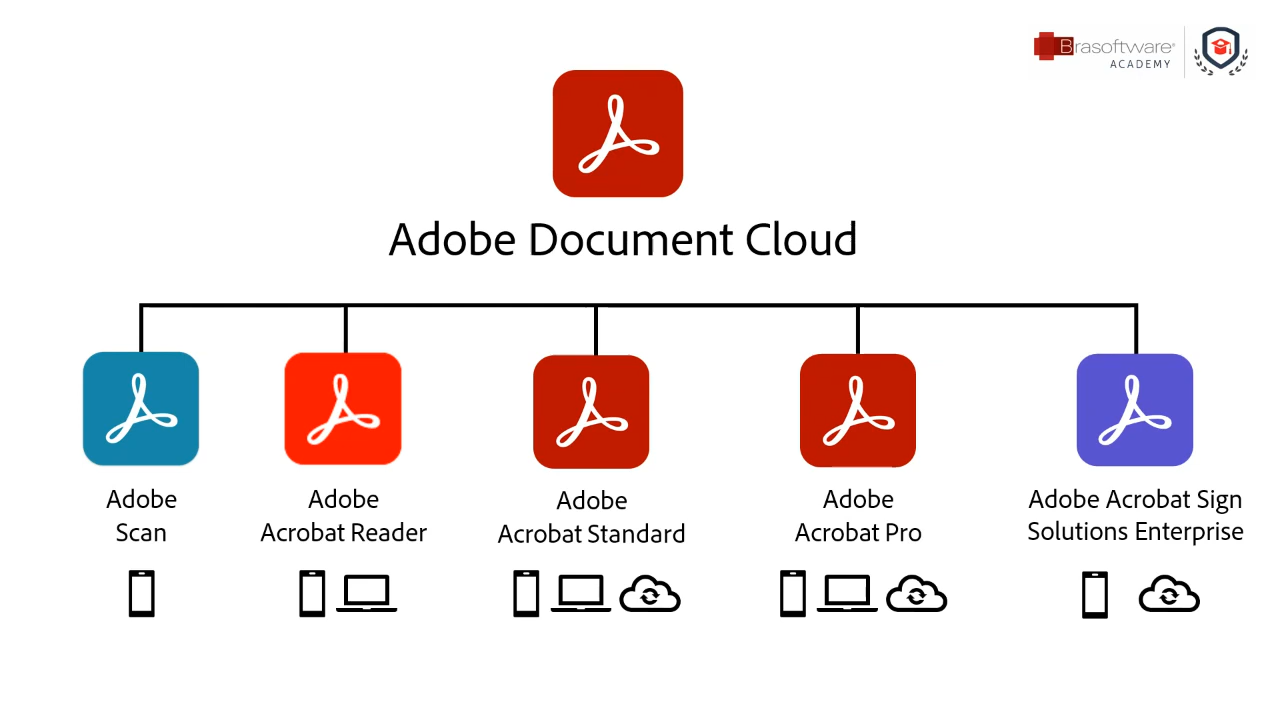 Brasoftware®
ACADEMY
Adobe Document Cloud
Adobe
Scan
Adobe
Acrobat Reader
Adobe
Acrobat Standard
Adobe
Acrobat Pro
Adobe Acrobat Sign
Solutions Enterprise